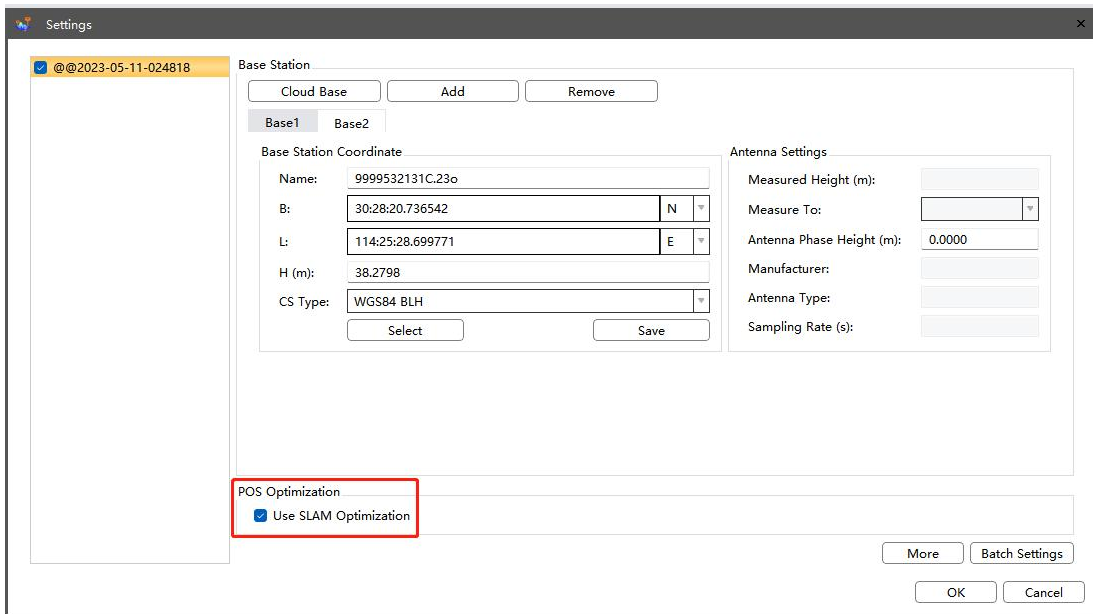 Settings
@@2023-05-11-024818
Base Station
Cloud Base
Add
Remove
Base1
Base2
Base Station Coordinate
Name:
9999532131C.23o
B:
30:28:20.736542
N
L:
114:25:28.699771
E
H (m):
38.2798
CS Type:
WGS84 BLH
Select
Save
Antenna Settings
Measured Height (m):
Measure To:
Antenna Phase Height (m):
0.0000
Manufacturer:
Antenna Type:
Sampling Rate (s):
POS Optimization
Use SLAM Optimization
More
Batch Settings
OK
Cancel